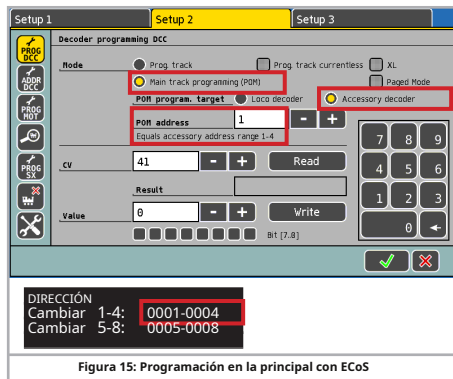 Setup 1 Setup 2 Setup 3
Decoder programming DCC
PROG DCC
ADDR DCC
PROG MOT
PROG SX
Mode Prog. track Prog. track currentless XL
Main track programming (POM) Paged Mode
POM program. target Loco decoder Accessory decoder
POM address 1 - +
Equals accessory address range 1-4
CV 41 - + Read
Result
Value 0 - + Write
Bit [7..0]
7 8 9
4 5 6
1 2 3
0 ←
DIRECCIÓN
Cambiar 1-4: 0001-0004
Cambiar 5-8: 0005-0008
Figura 15: Programación en la principal con ECoS